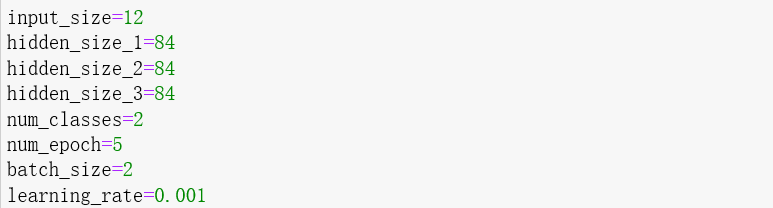 input_size=12
hidden_size_1=84
hidden_size_2=84
hidden_size_3=84
num_classes=2
num_epoch=5
batch_size=2
learning_rate=0.001